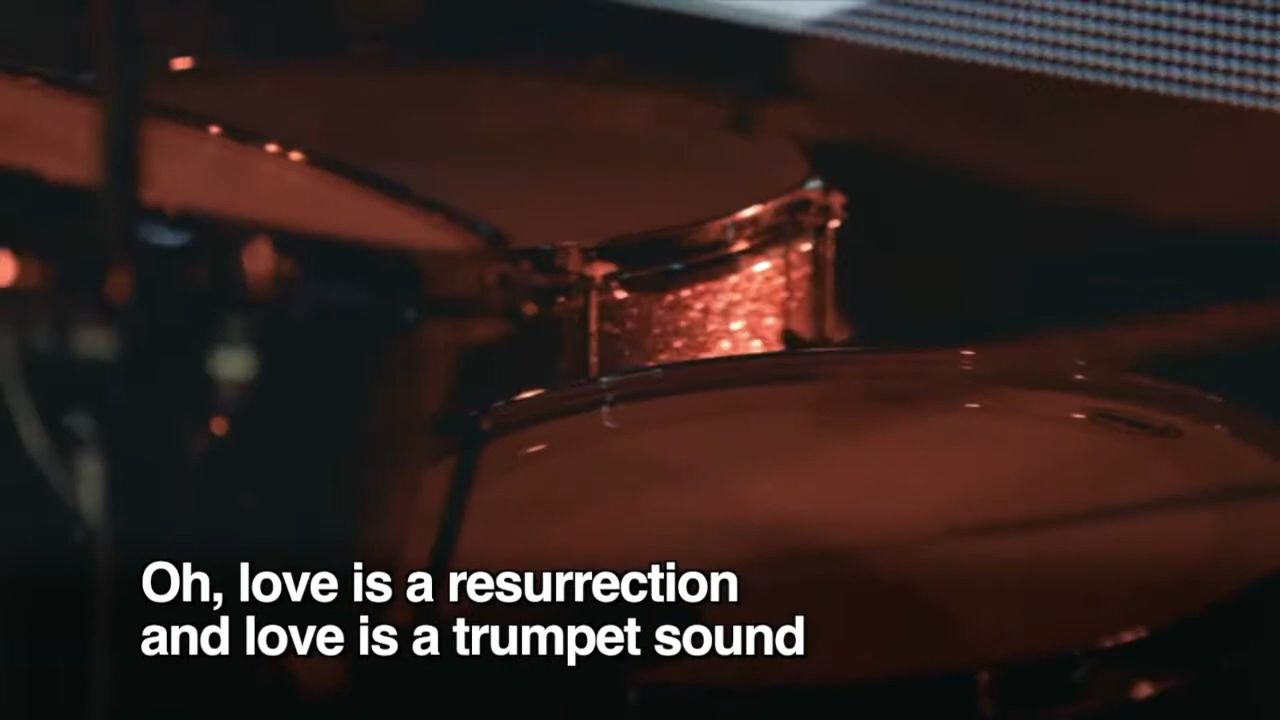 Oh, love is a resurrection
and love is a trumpet sound